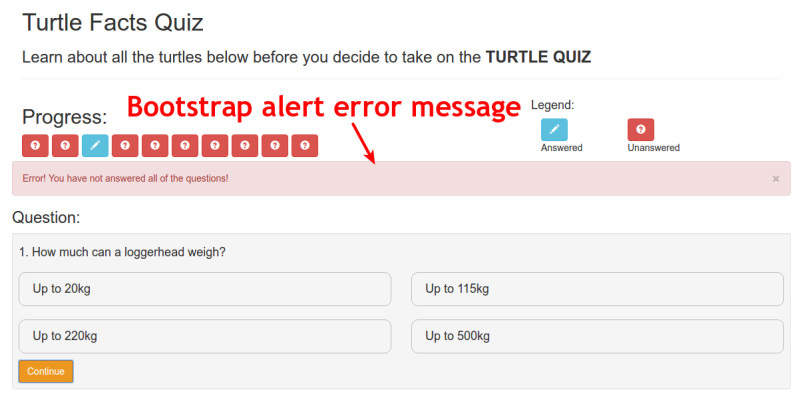 Turtle Facts Quiz
Learn about all the turtles below before you decide to take on the TURTLE QUIZ
Progress:
Bootstrap alert error message
Legend:
Answered
Unanswered
Error! You have not answered all of the questions!
×
Question:
1. How much can a loggerhead weigh?
Up to 20kg
Up to 115kg
Up to 220kg
Up to 500kg
Continue